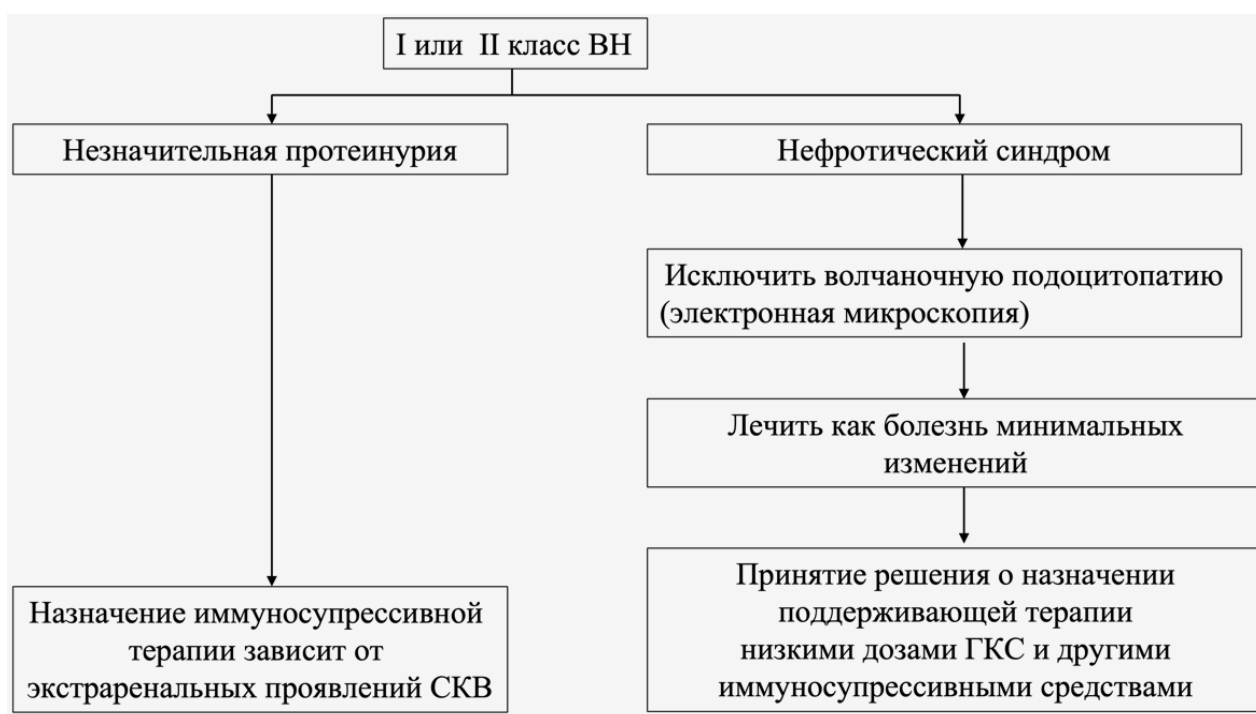 I или II класс ВН
Незначительная протеинурия
Нефротический синдром
Исключить волчаночную подоцитопатию
(электронная микроскопия)
Лечить как болезнь минимальных
изменений
Назначение иммуносупрессивной
терапии зависит от
экстраренальных проявлений СКВ
Принятие решения о назначении
поддерживающей терапии
низкими дозами ГКС и другими
иммуносупрессивными средствами